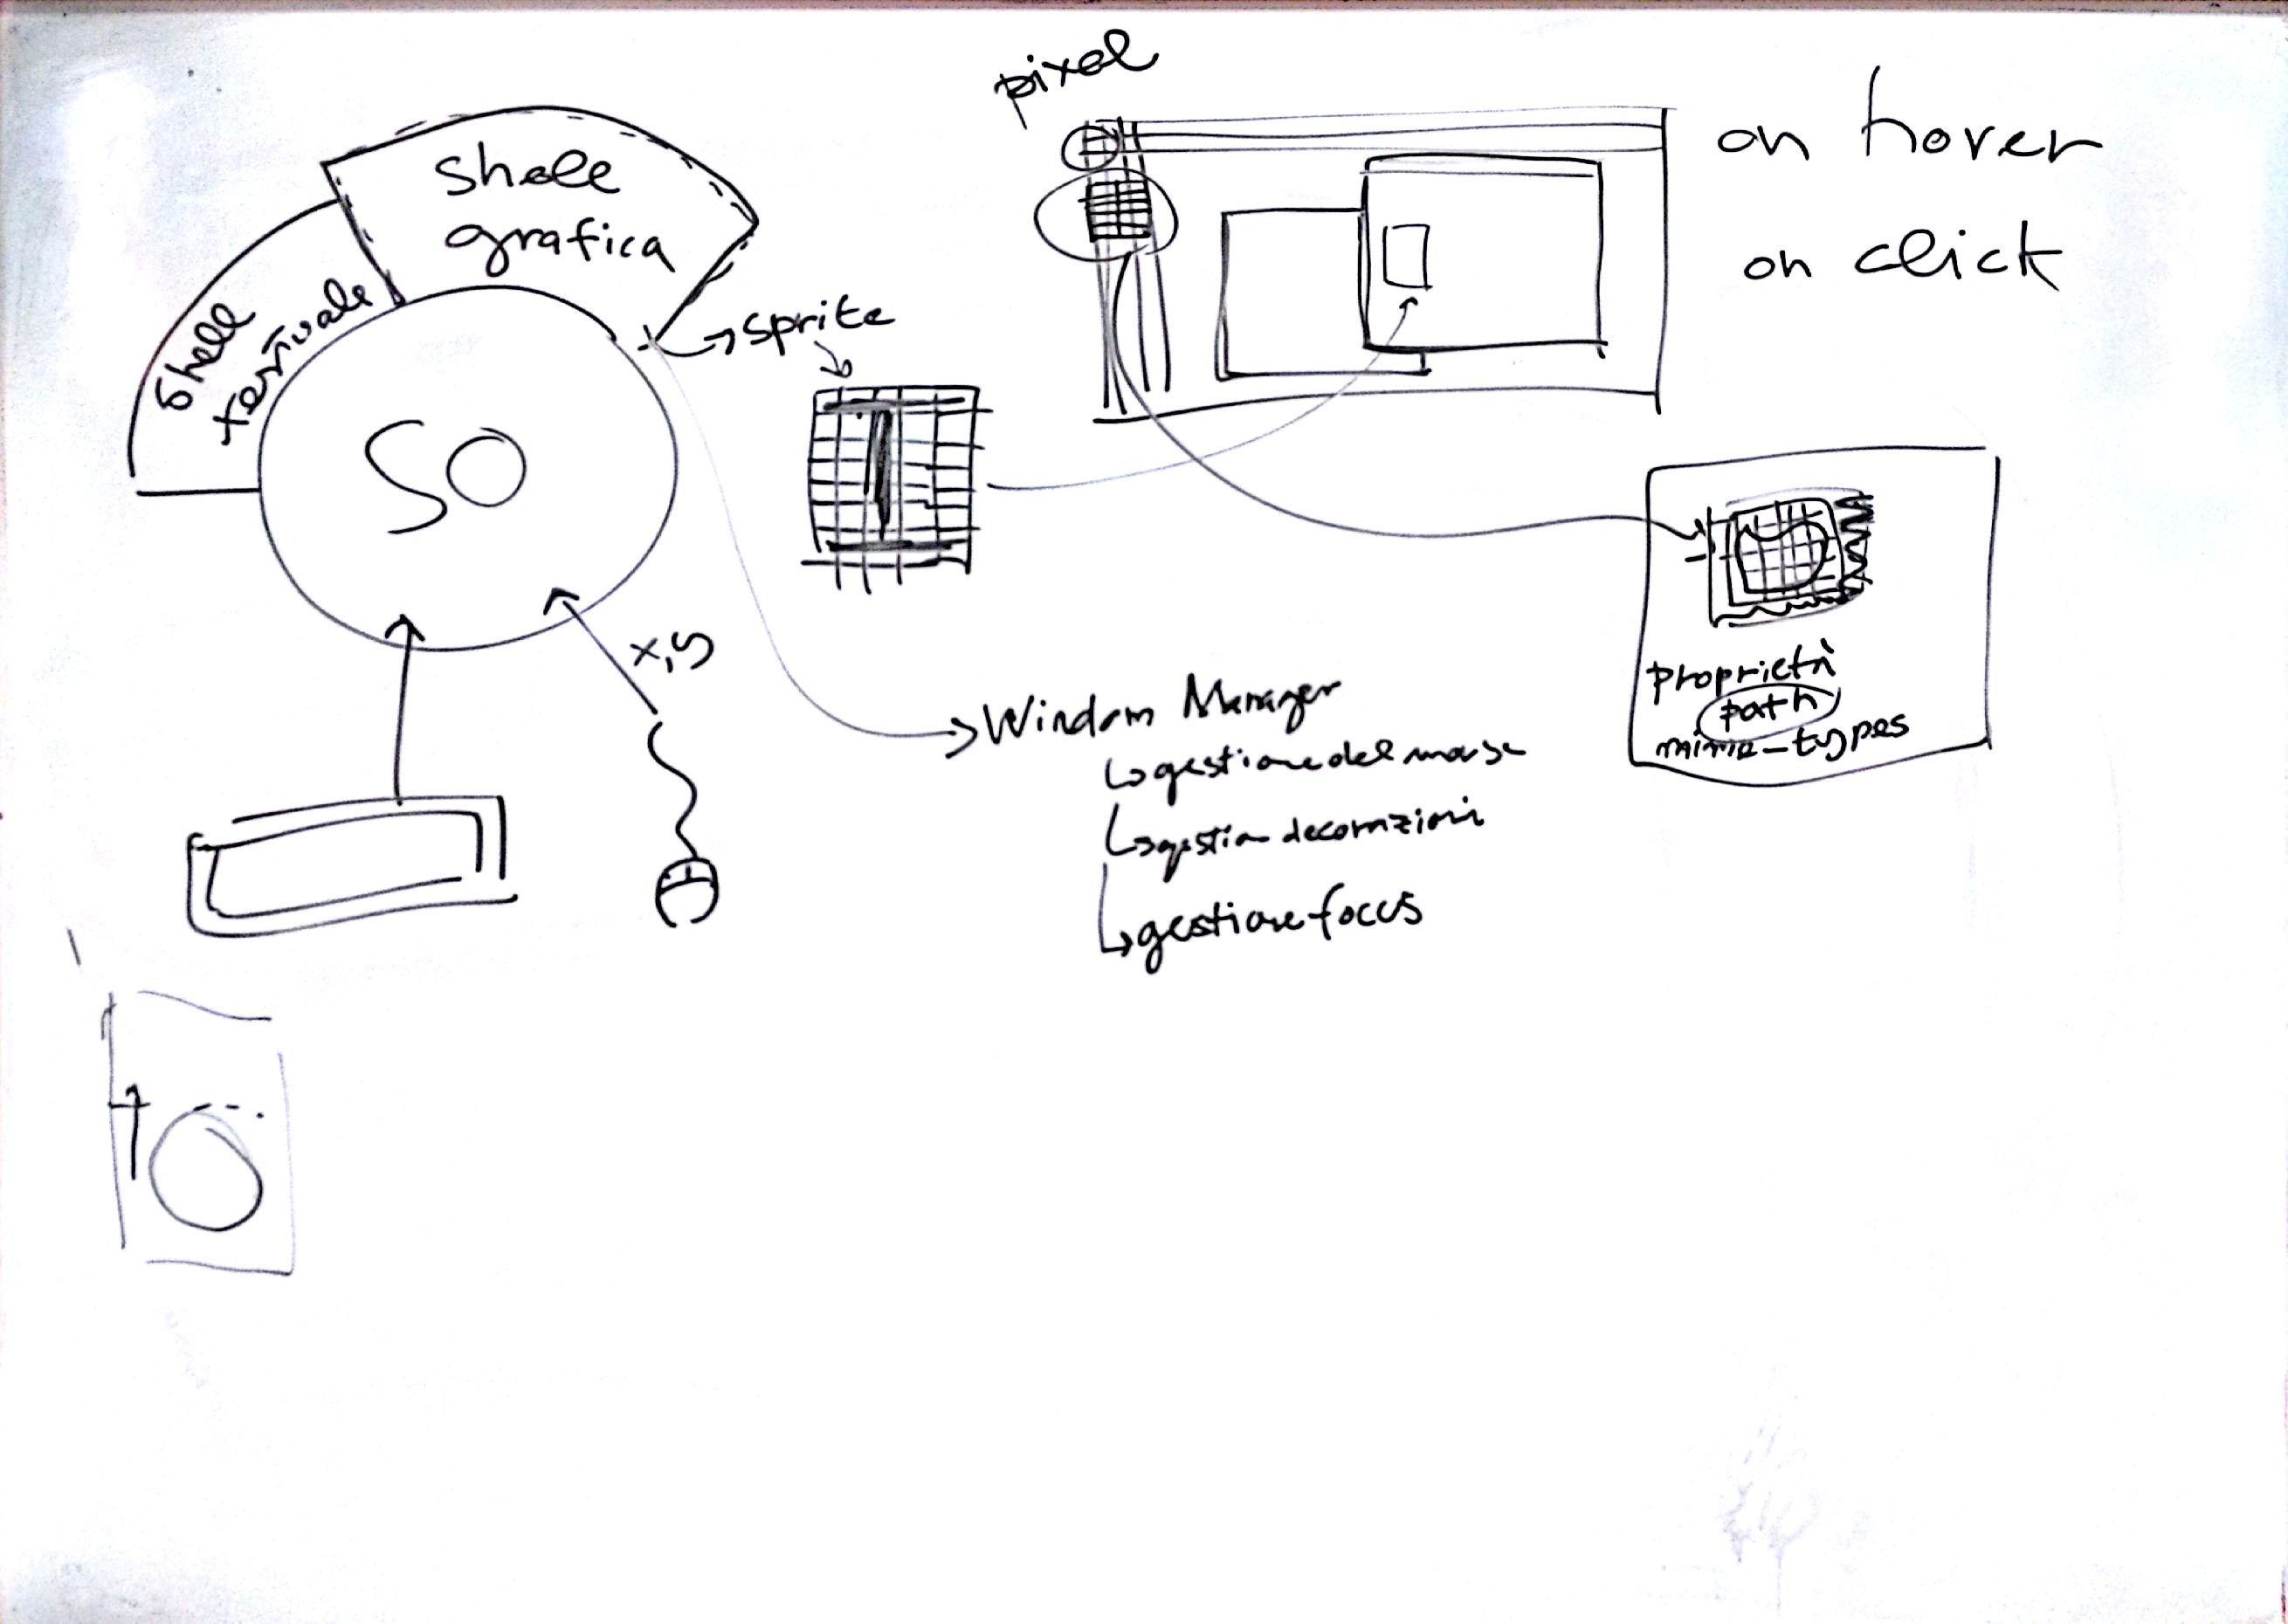 pixel
on hover
on click
Shell
grafica
Shell
terminale
sprite
SO
x,y
Window Manager
gestione del mouse
gestione decorazioni
gestione focus
proprietà
path
mime-types